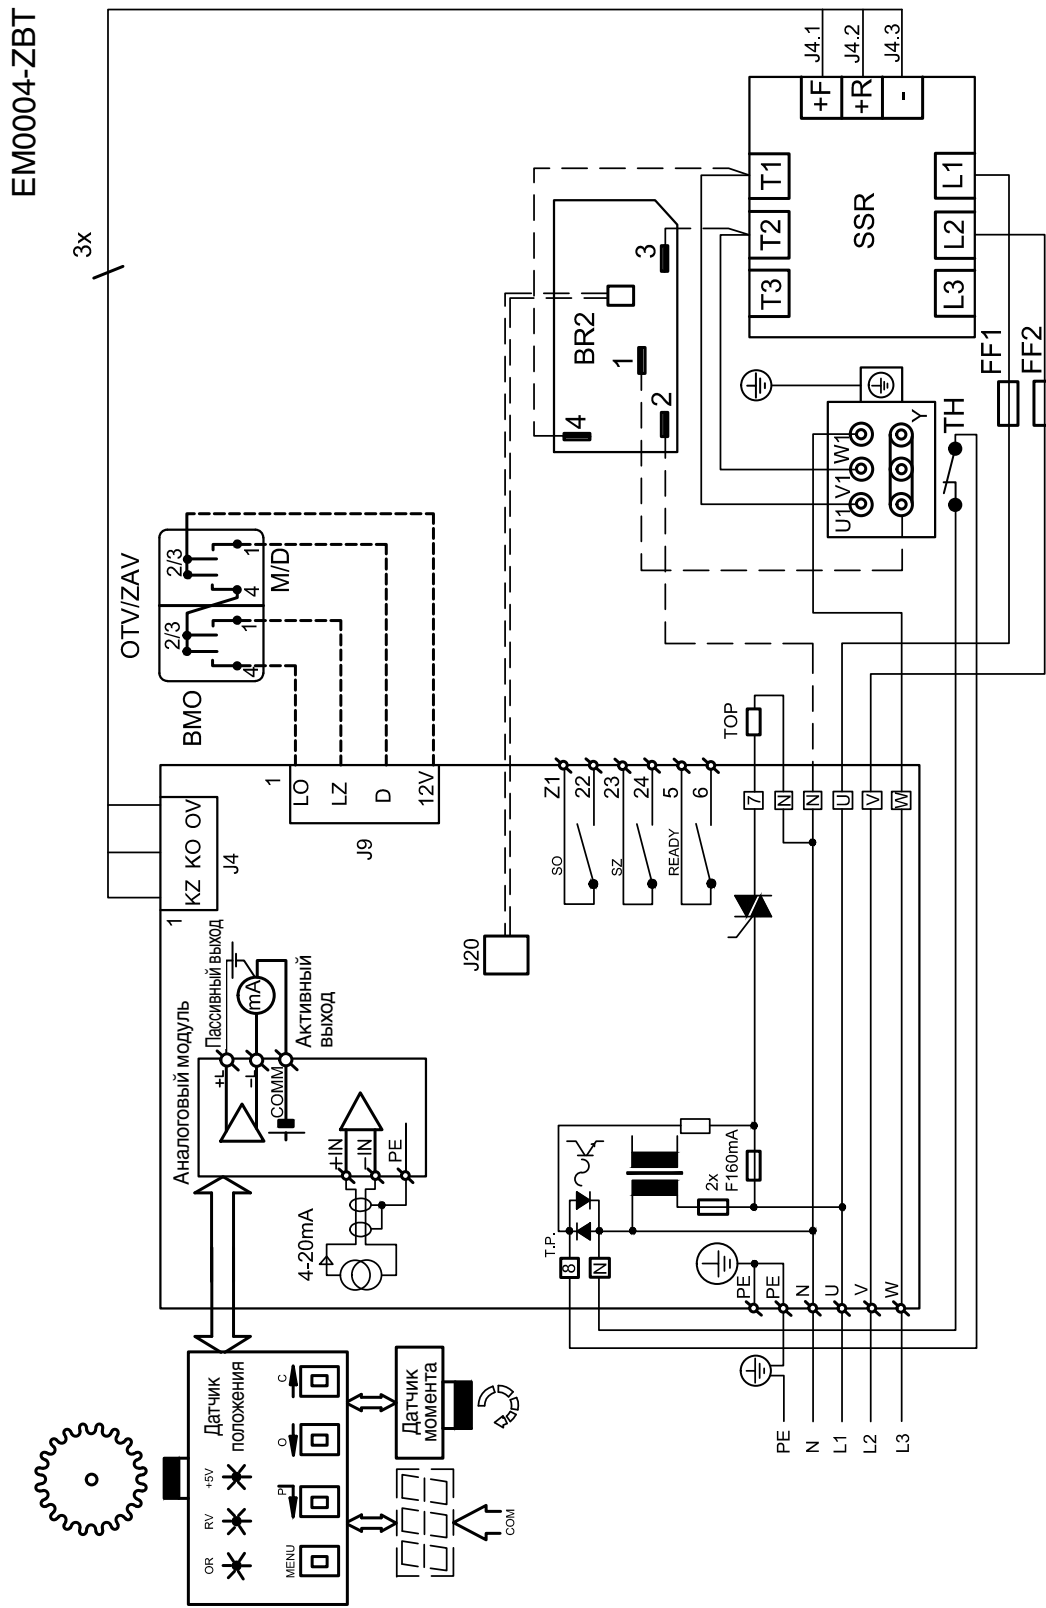 EM0004-ZBT
3x
J4.1
J4.2
J4.3
+F
+R
-
T1
T2
T3
SSR
L1
L2
L3
BR2
1
2
3
4
FF1
FF2
TH
U1 V1 W1
Y
OTV/ZAV
2/3
2/3
1
4
1
4
M/D
BMO
1
LO
LZ
D
12V
J9
1
KZ KO OV
J4
J20
Z1
22
23
24
5
6
SO
SZ
READY
TOP
7
N
N
U
V
W
Аналоговый модуль
Пассивный выход
mA
Активный
выход
+L
–L
COMM
+IN
–IN
PE
4-20mA
T.P.
8
N
2x
F160mA
PE
PE
N
U
V
W
PE
N
L1
L2
L3
Датчик
положения
+5V
RV
OR
C
O
P
MENU
Датчик
момента
COM